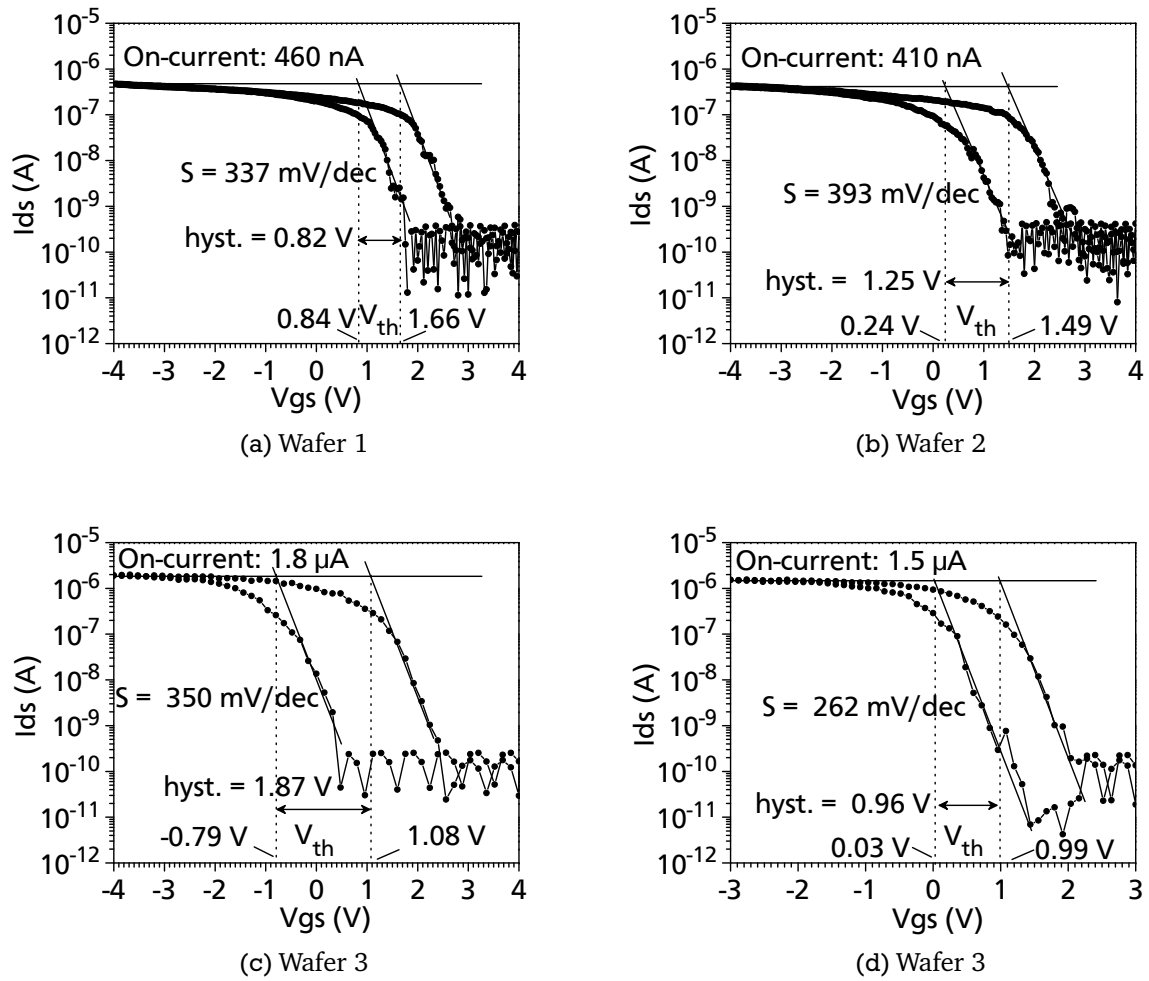 On-current: 460 nA
S = 337 mV/dec
hyst. = 0.82 V
0.84 V V_th 1.66 V
10^-5
10^-6
10^-7
10^-8
10^-9
10^-10
10^-11
10^-12
Ids (A)
-4 -3 -2 -1 0 1 2 3 4
Vgs (V)
(a) Wafer 1
On-current: 410 nA
S = 393 mV/dec
hyst. = 1.25 V
0.24 V V_th 1.49 V
10^-5
10^-6
10^-7
10^-8
10^-9
10^-10
10^-11
10^-12
Ids (A)
-4 -3 -2 -1 0 1 2 3 4
Vgs (V)
(b) Wafer 2
On-current: 1.8 µA
S = 350 mV/dec
hyst. = 1.87 V
-0.79 V V_th 1.08 V
10^-5
10^-6
10^-7
10^-8
10^-9
10^-10
10^-11
10^-12
Ids (A)
-4 -3 -2 -1 0 1 2 3 4
Vgs (V)
(c) Wafer 3
On-current: 1.5 µA
S = 262 mV/dec
hyst. = 0.96 V
0.03 V V_th 0.99 V
10^-5
10^-6
10^-7
10^-8
10^-9
10^-10
10^-11
10^-12
Ids (A)
-3 -2 -1 0 1 2 3
Vgs (V)
(d) Wafer 3